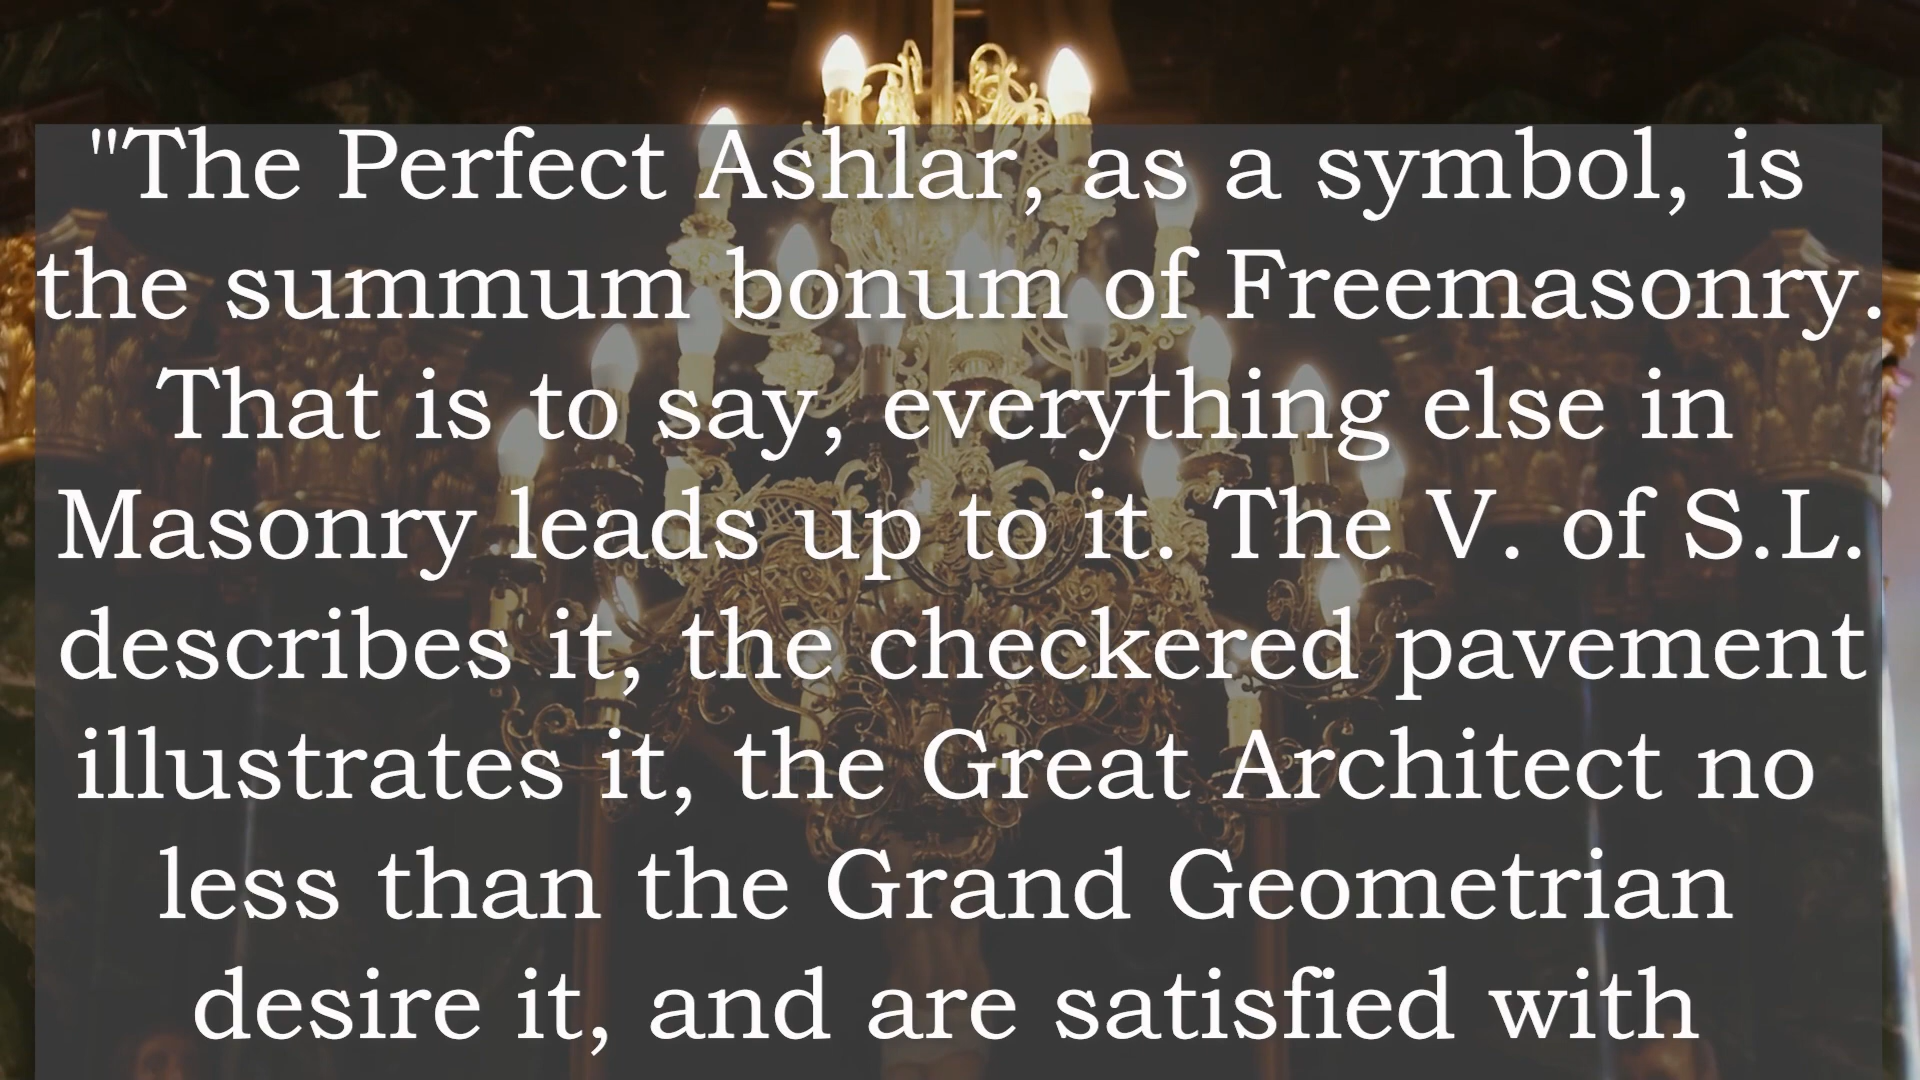 "The Perfect Ashlar, as a symbol, is
the summum bonum of Freemasonry.
That is to say, everything else in
Masonry leads up to it. The V. of S.L.
describes it, the checkered pavement
illustrates it, the Great Architect no
less than the Grand Geometrian
desire it, and are satisfied with